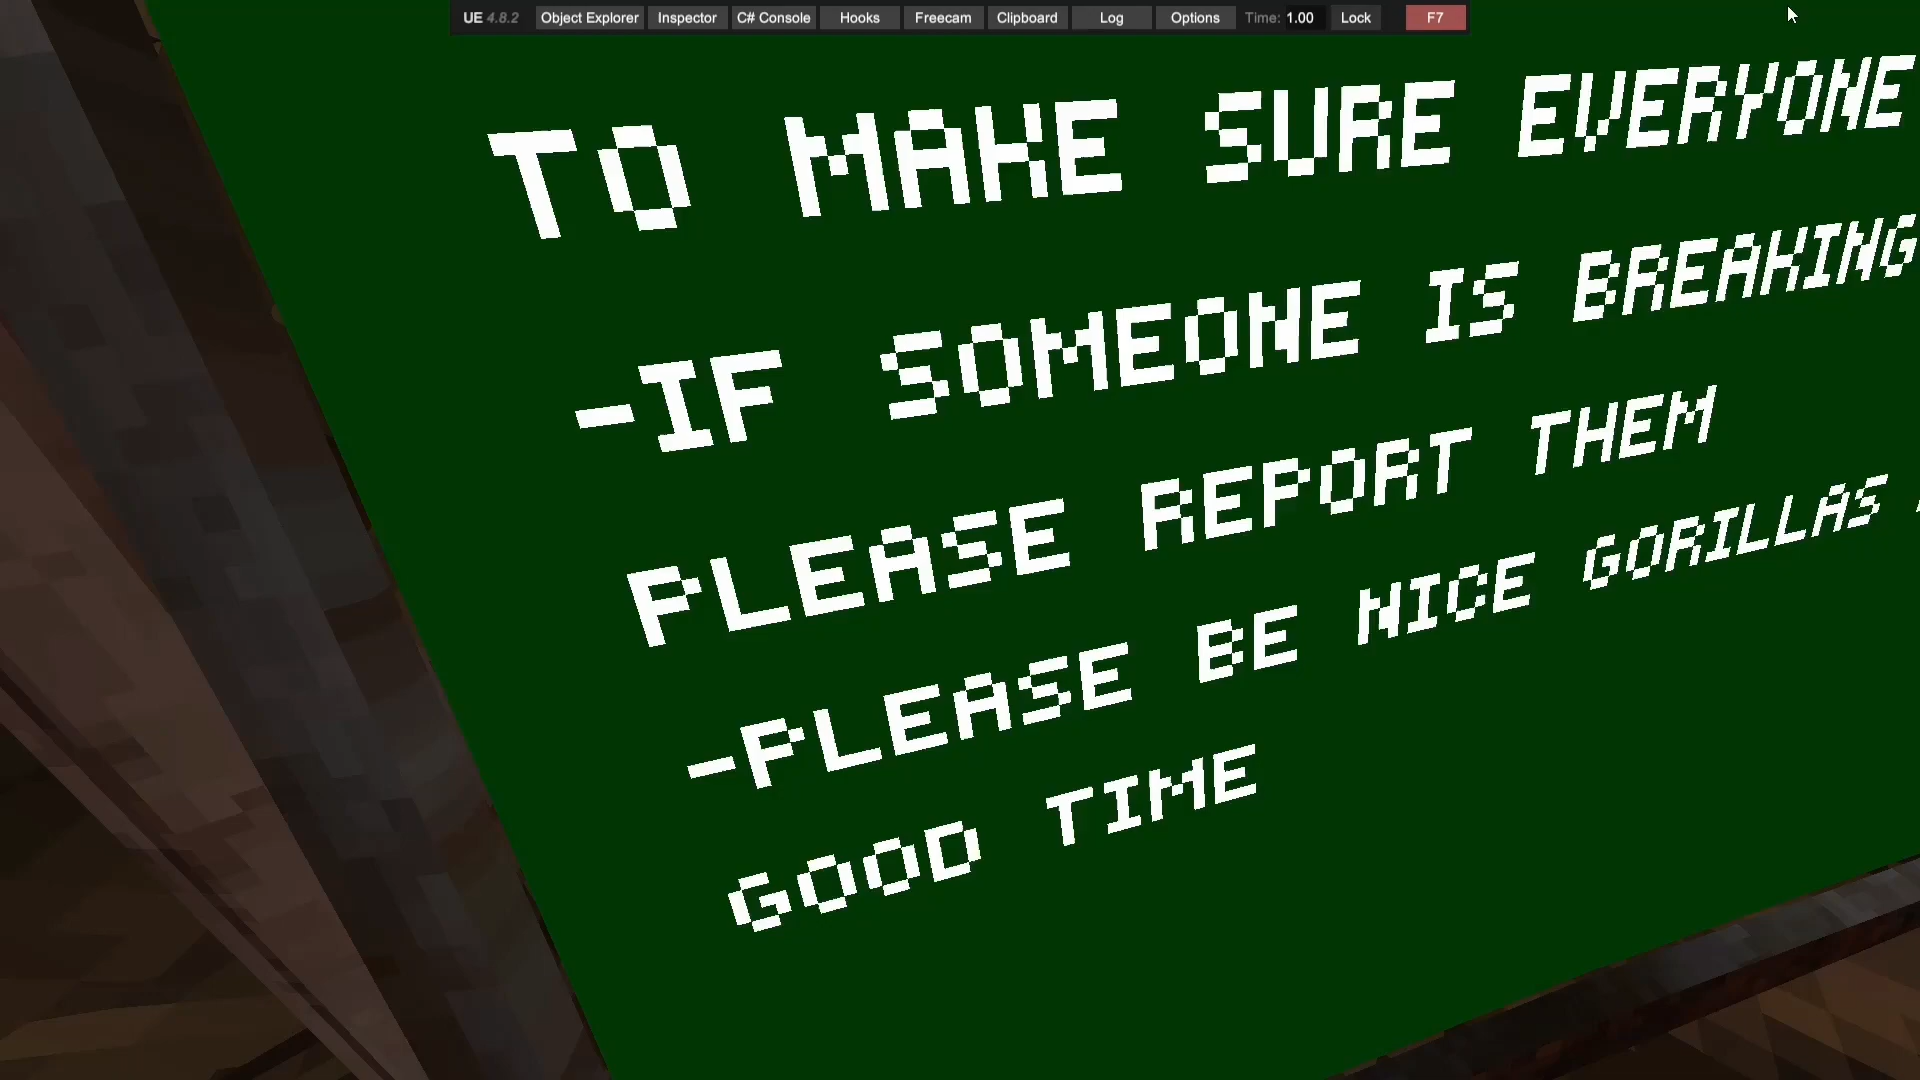 UE 4.8.2 Object Explorer Inspector C# Console Hooks Freecam Clipboard Log Options Time: 1.00 Lock F7
TO MAKE SURE EVERYONE
-IF SOMEONE IS BREAKING
PLEASE REPORT THEM
-PLEASE BE NICE GORILLAS
GOOD TIME